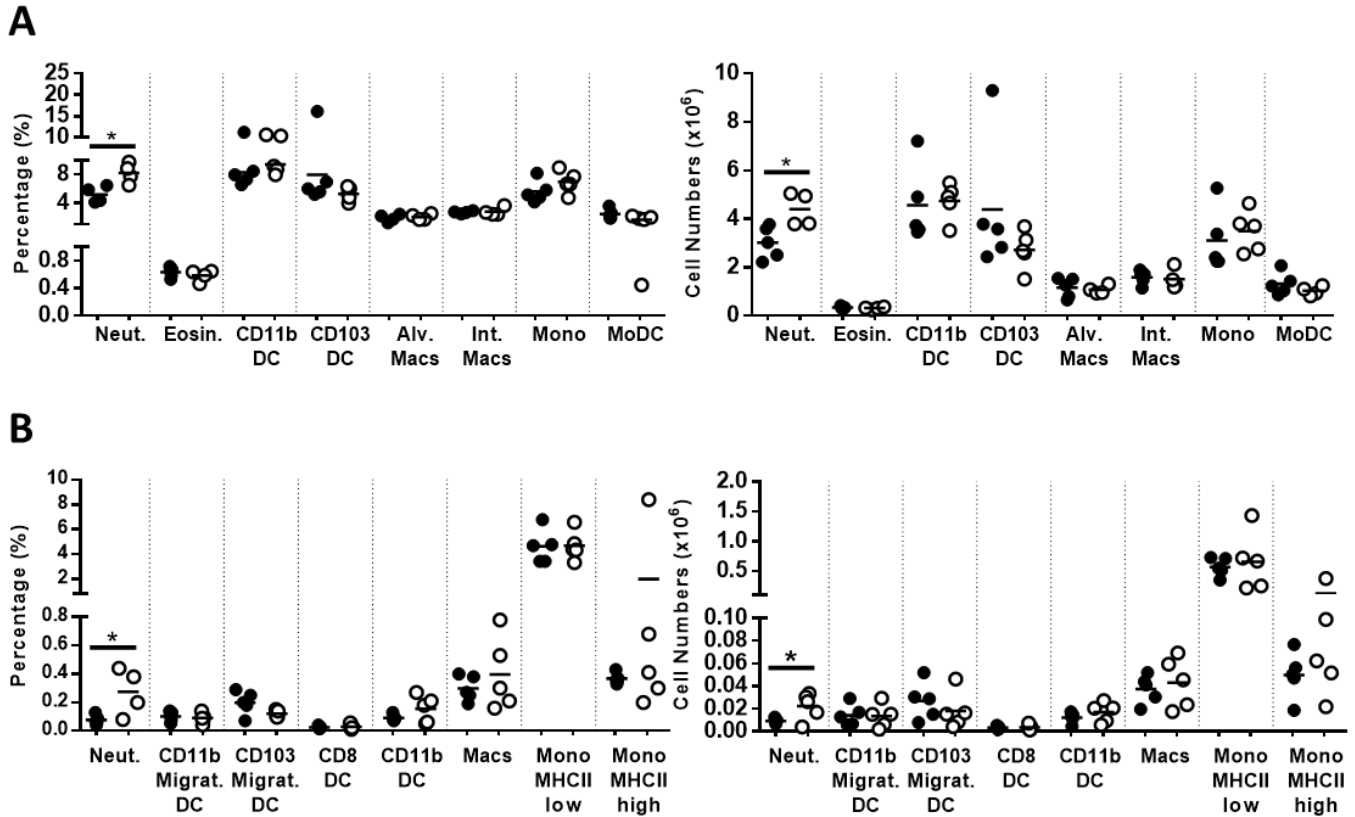 A
Percentage (%)
25
20
15
10
8
4
0.8
0.4
0.0
*
Neut. Eosin. CD11b CD103 Alv. Int. Mono MoDC
DC DC Macs Macs
Cell Numbers (x10⁶)
10
8
6
4
2
0
*
Neut. Eosin. CD11b CD103 Alv. Int. Mono MoDC
DC DC Macs Macs
B
Percentage (%)
10
8
6
4
2
0.8
0.6
0.4
0.2
0.0
*
Neut. CD11b CD103 CD8 CD11b Macs Mono Mono
Migrat. Migrat. DC DC MHCII MHCII
DC DC low high
Cell Numbers (x10⁶)
2.0
1.5
1.0
0.5
0.10
0.08
0.06
0.04
0.02
0.00
*
Neut. CD11b CD103 CD8 CD11b Macs Mono Mono
Migrat. Migrat. DC DC MHCII MHCII
DC DC low high